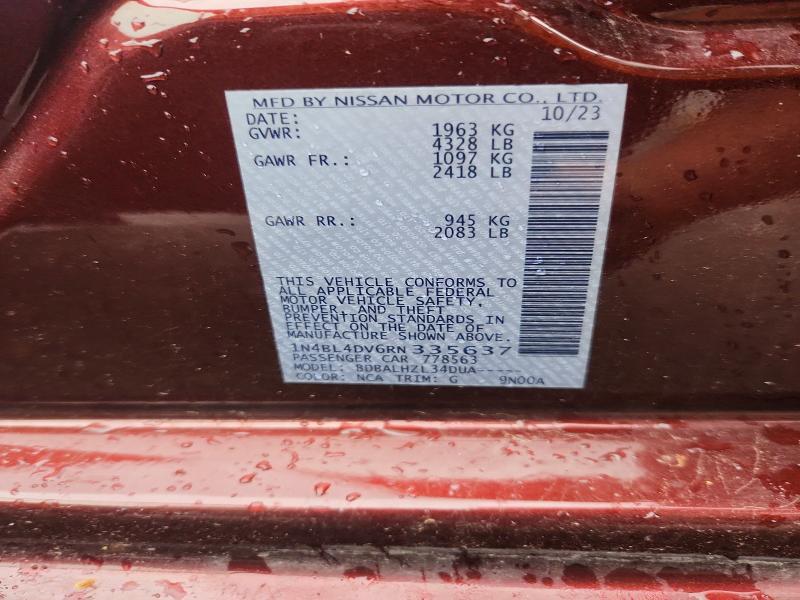 MFD BY NISSAN MOTOR CO., LTD.
DATE: 10/23
GVWR: 1963 KG
4328 LB
GAWR FR.: 1097 KG
2418 LB
GAWR RR.: 945 KG
2083 LB
THIS VEHICLE CONFORMS TO
ALL APPLICABLE FEDERAL
MOTOR VEHICLE SAFETY,
BUMPER, AND THEFT
PREVENTION STANDARDS IN
EFFECT ON THE DATE OF
MANUFACTURE SHOWN ABOVE.
1N4BL4DV6RN335637
PASSENGER CAR 778563
MODEL: BDBALHZL34DUA-----
COLOR: NCA TRIM: G 9N00A